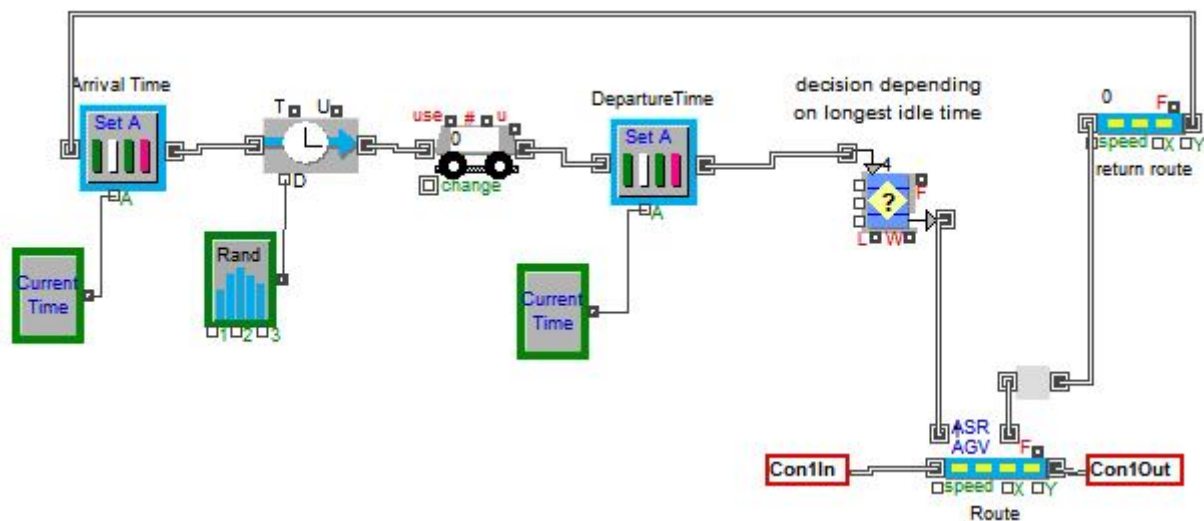 Arrival Time
Set A
A
Current
Time
T U
D
Rand
1 2 3
use # u
0
change
DepartureTime
Set A
A
Current
Time
decision depending
on longest idle time
4
?
F
L W
0
F
speed X Y
return route
ASR
AGV
F
Con1In
Con1Out
speed X Y
Route